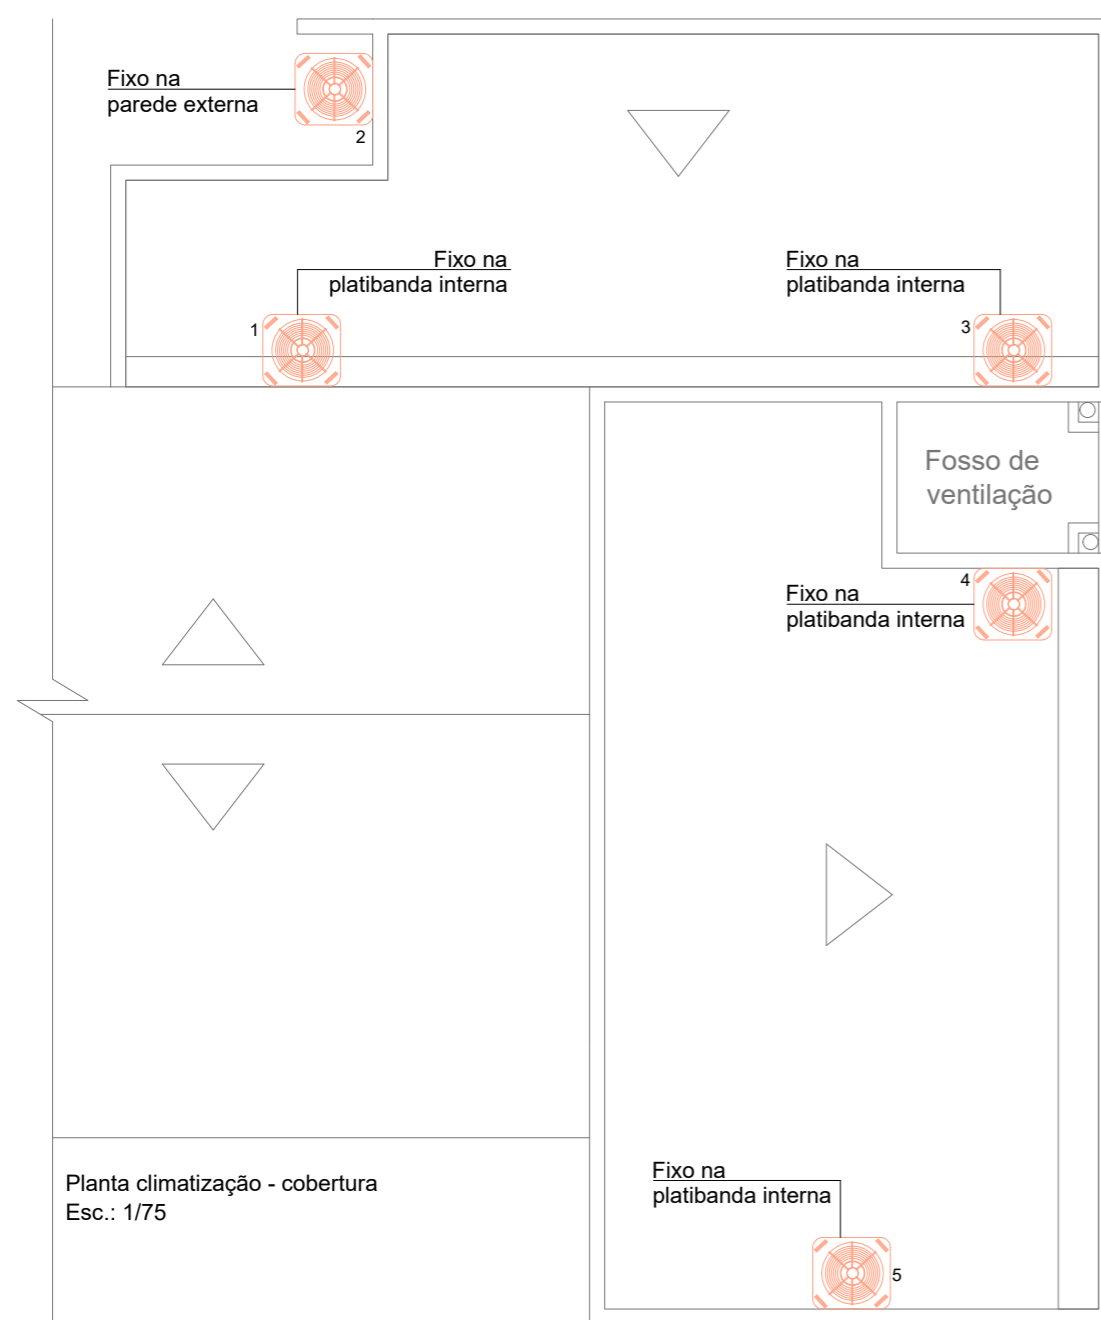 Fixo na
parede externa
2
Fixo na
platibanda interna
1
Fixo na
platibanda interna
3
Fosso de
ventilação
4
Fixo na
platibanda interna
Fixo na
platibanda interna
5
Planta climatização - cobertura
Esc.: 1/75